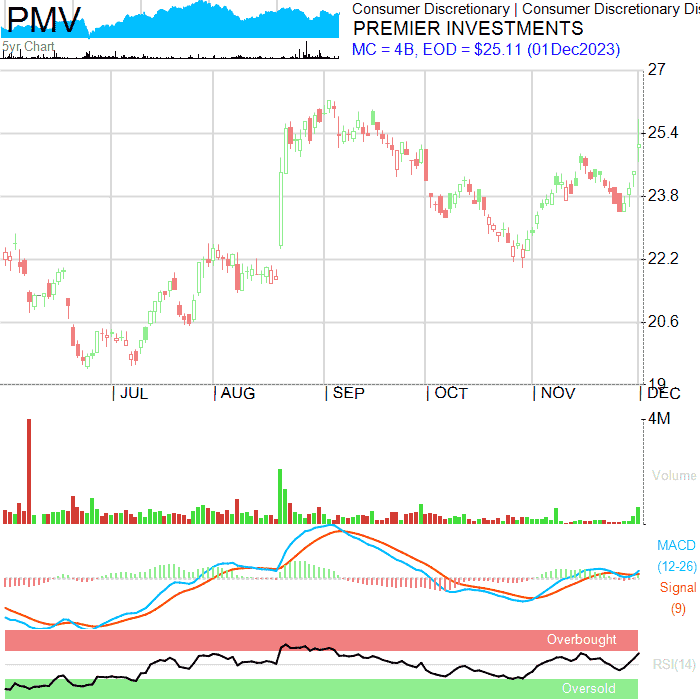 PMV
5yr Chart
Consumer Discretionary | Consumer Discretionary Dis
PREMIER INVESTMENTS
MC = 4B, EOD = $25.11 (01Dec2023)
27
25.4
23.8
22.2
20.6
19
JUL
AUG
SEP
OCT
NOV
DEC
4M
Volume
MACD
(12-26)
Signal
(9)
Overbought
RSI(14)
Oversold